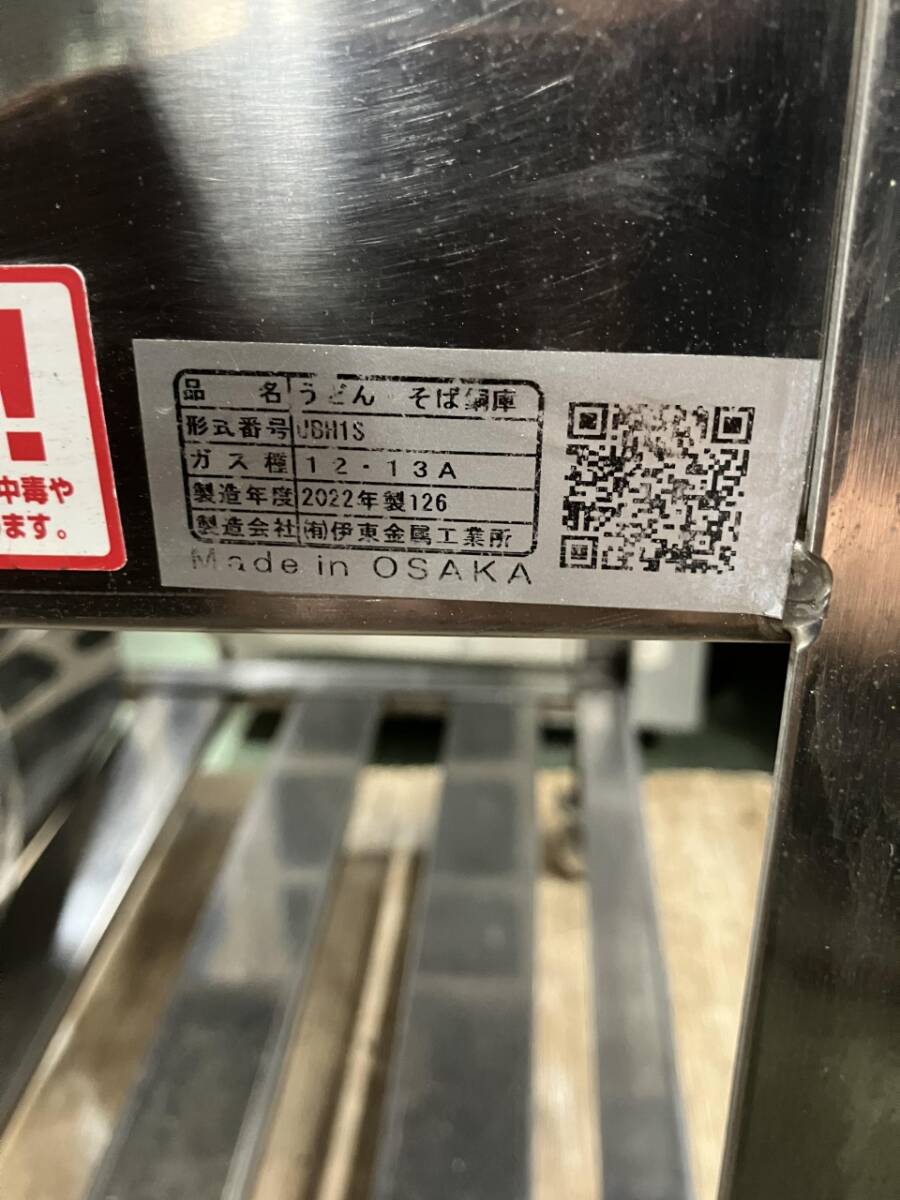 !!
中毒や
ます。
品 名 うどん そば銅庫
形式番号 UBH1S
ガス種 12・13A
製造年度 2022年製126
製造会社 ㈲伊東金属工業所
Made in OSAKA